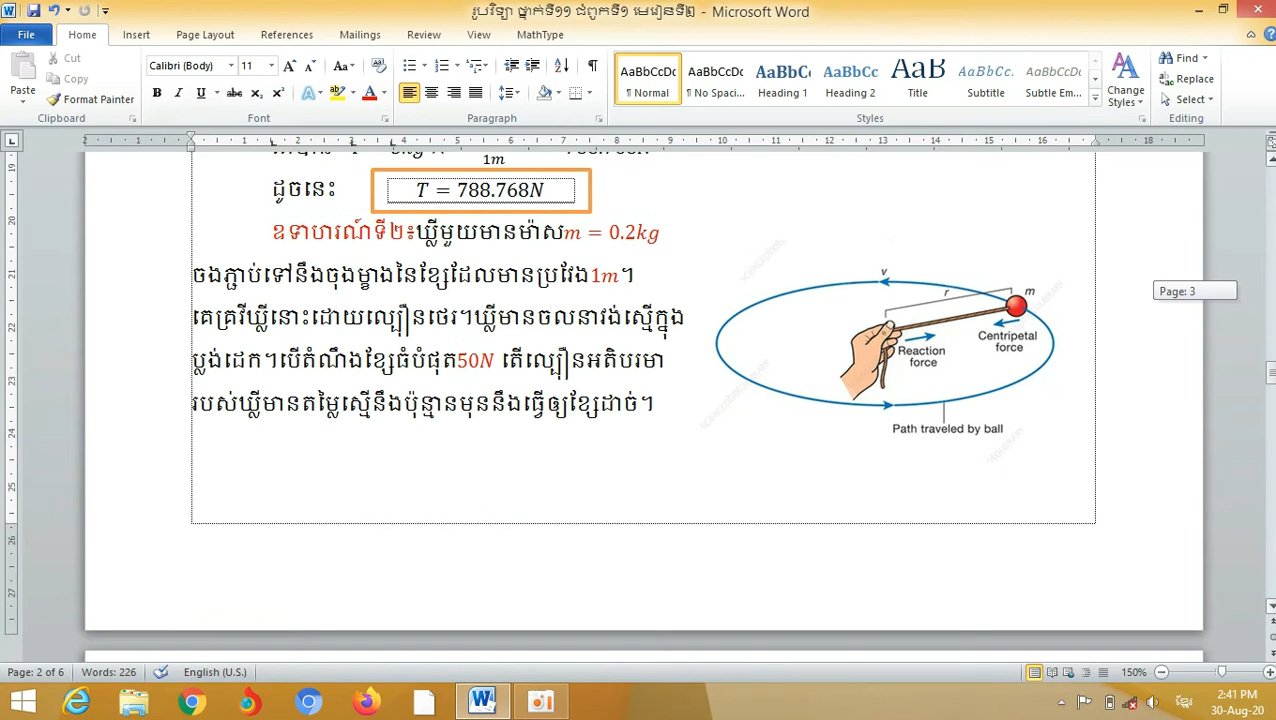 រូបវិទ្យា ថ្នាក់ទី១១ ជំពូកទី១ មេរៀនទី២ - Microsoft Word
File Home Insert Page Layout References Mailings Review View MathType
Paste Cut Copy Format Painter
Clipboard
Calibri (Body) 11
Font
Paragraph
AaBbCcDc AaBbCcDc AaBbCc AaBbCc AaB AaBbCc. AaBbCcDc
¶ Normal ¶ No Spaci... Heading 1 Heading 2 Title Subtitle Subtle Em...
Change Styles
Styles
Find Replace Select
Editing
1m
ដូចនេះ T = 788.768N
ឧទាហរណ៍ទី២៖ឃ្លីមួយមានម៉ាសm = 0.2kg
ចងភ្ជាប់ទៅនឹងចុងម្ខាងនៃខ្សែដែលមានប្រវែង1m។
គេគ្រវីឃ្លីនោះដោយល្បឿនថេរ។ឃ្លីមានចលនាវង់ស្មើក្នុង
ប្លង់ដេក។បើតំណឹងខ្សែធំបំផុត50N តើល្បឿនអតិបរមា
របស់ឃ្លីមានតម្លៃស្មើនឹងប៉ុន្មានមុននឹងធ្វើឲ្យខ្សែដាច់។
v
r
m
Reaction force
Centripetal force
Path traveled by ball
Page: 3
Page: 2 of 6 Words: 226 English (U.S.) 150%
2:41 PM
30-Aug-20